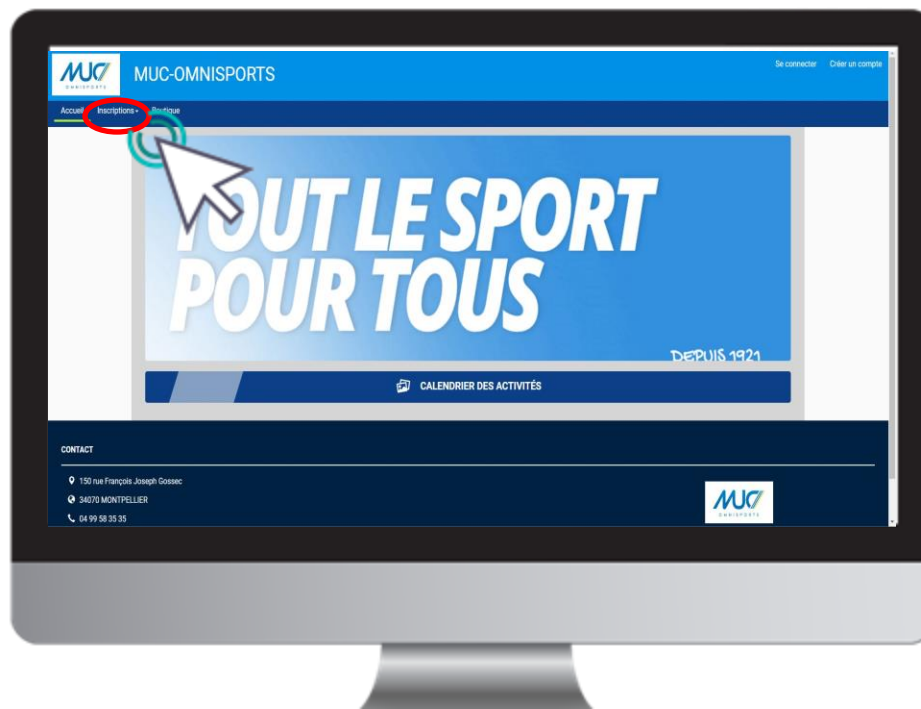 MUC
OMNISPORTS
MUC-OMNISPORTS
Se connecter Créer un compte
Accueil Inscriptions Boutique
TOUT LE SPORT
POUR TOUS
DEPUIS 1921
CALENDRIER DES ACTIVITÉS
CONTACT
150 rue François Joseph Gossec
34070 MONTPELLIER
04 99 58 35 35
MUC
OMNISPORTS